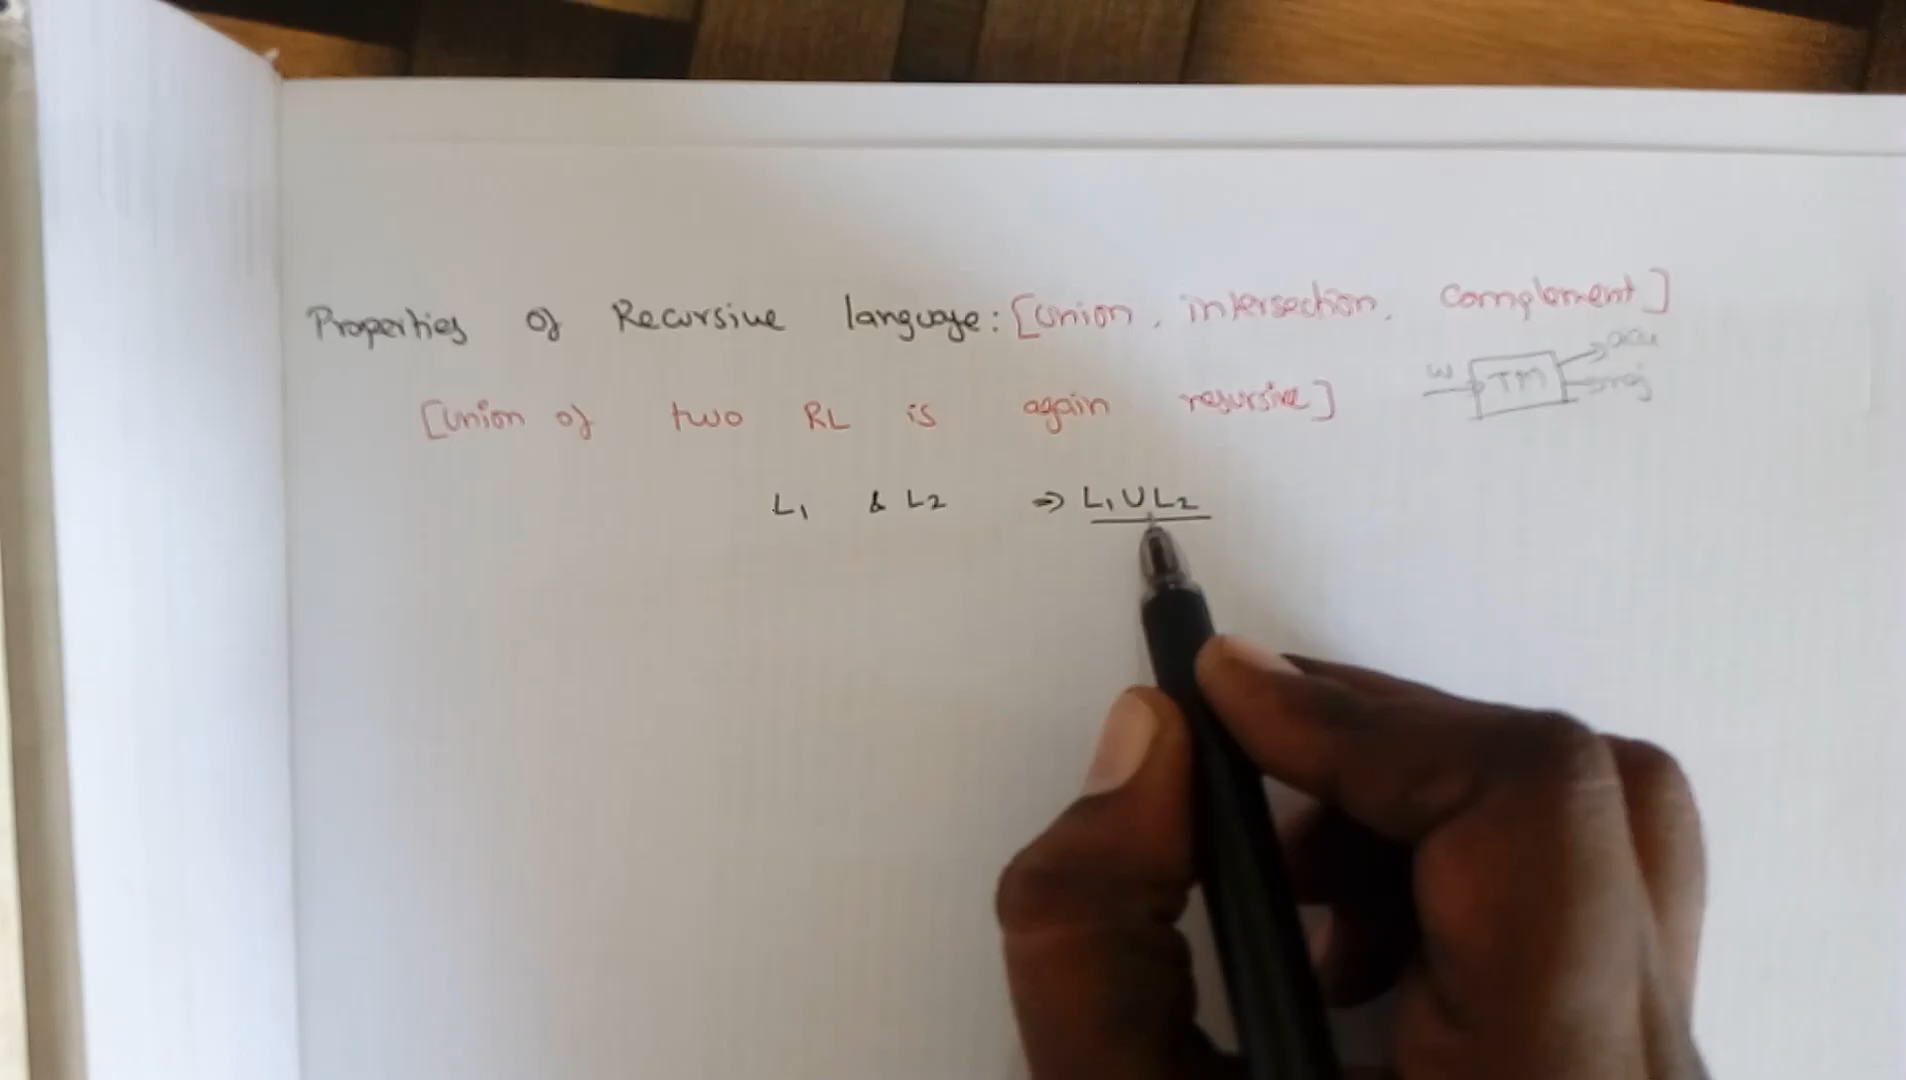 Properties of Recursive language: [Union, intersection, complement]
[Union of two RL is again recursive]
w TM rej
L1 & L2 ⇒ L1 U L2